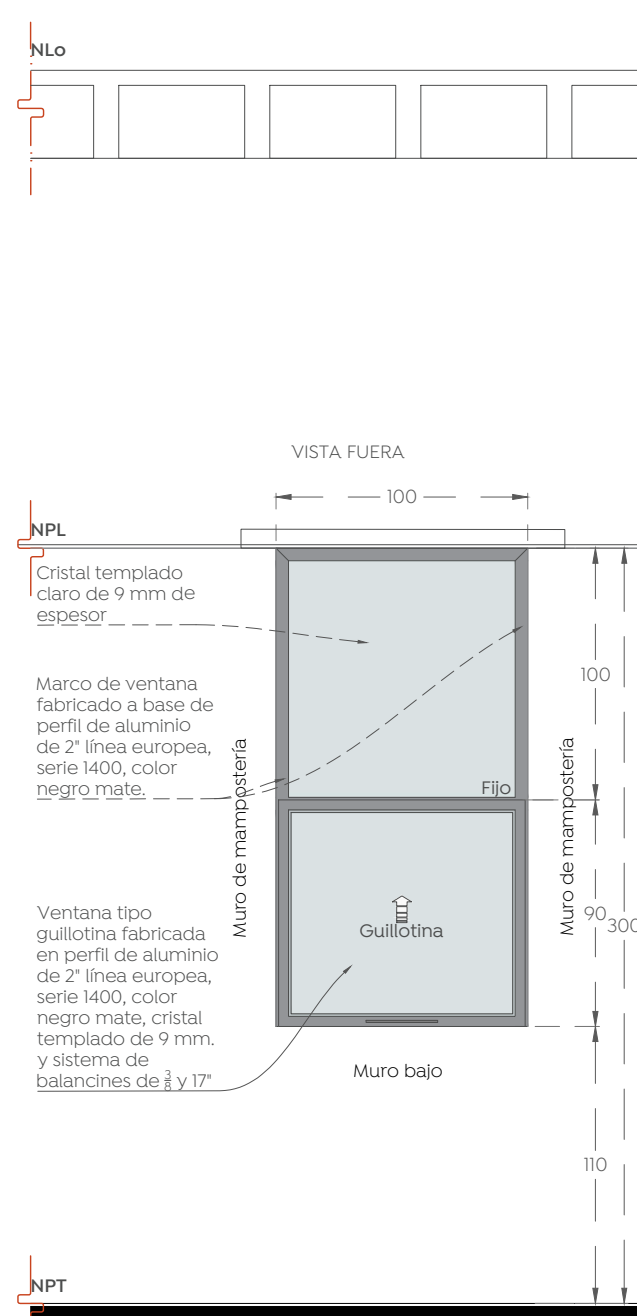 NLo
VISTA FUERA
100
NPL
Cristal templado
claro de 9 mm de
espesor
100
Marco de ventana
fabricado a base de
perfil de aluminio
de 2" línea europea,
serie 1400, color
negro mate.
Muro de mampostería
Fijo
Muro de mampostería
Ventana tipo
guillotina fabricada
en perfil de aluminio
de 2" línea europea,
serie 1400, color
negro mate, cristal
templado de 9 mm.
y sistema de
balancines de 3/8 y 17"
Guillotina
90
300
Muro bajo
110
NPT